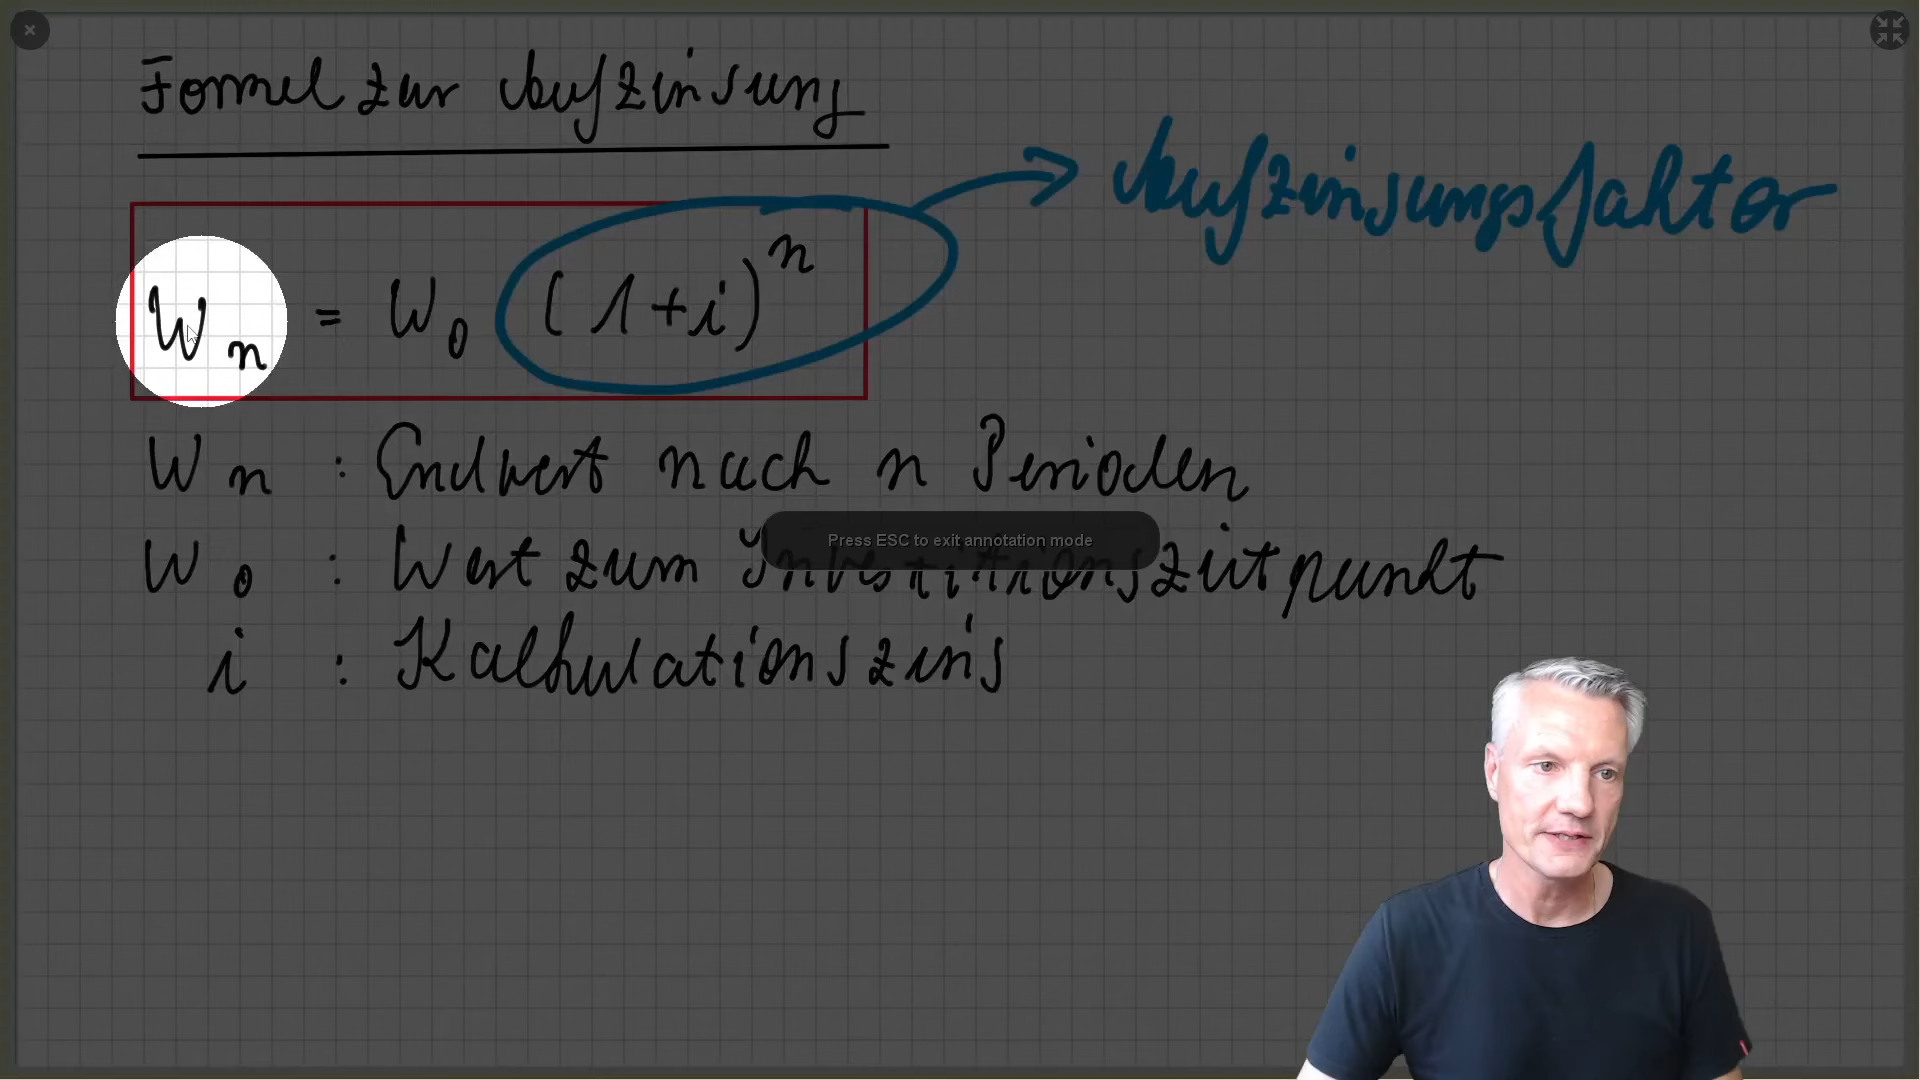 Formel zur Aufzinsung
Aufzinsungsfaktor
Wn = W0 (1+i)^n
Wn : Endwert nach n Perioden
Press ESC to exit annotation mode
W0 : Wert zum Investitionszeitpunkt
i : Kalkulationszins